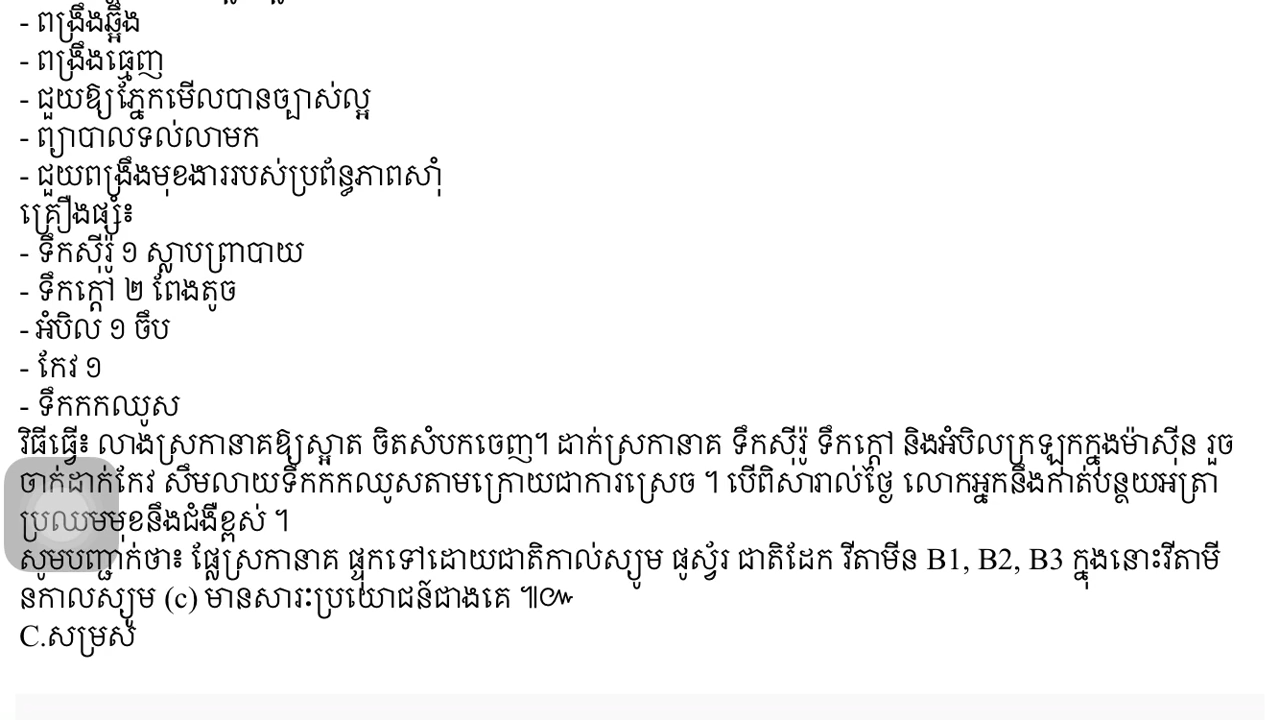 - ពង្រឹងឆ្អឹង
- ពង្រឹងធ្មេញ
- ជួយឱ្យភ្នែកមើលបានច្បាស់ល្អ
- ព្យាបាលទល់លាមក
- ជួយពង្រឹងមុខងាររបស់ប្រព័ន្ធភាពសាំុ
គ្រឿងផ្សំ៖
- ទឹកស៊ីរ៉ូ ១ ស្លាបព្រាបាយ
- ទឹកក្តៅ ២ ពែងតូច
- អំបិល ១ ចឹប
- កែវ ១
- ទឹកកកឈូស
វិធីធ្វើ៖ លាងស្រកានាគឱ្យស្អាត ចិតសំបកចេញៗ ដាក់ស្រកានាគ ទឹកស៊ីរ៉ូ ទឹកក្តៅ និងអំបិលក្រឡុកក្នុងម៉ាស៊ីន រួច
ចាក់ដាក់កែវ សឹមលាយទឹកកកឈូសតាមក្រោយជាការស្រេច ។ បើពិសារាល់ថ្ងៃ លោកអ្នកនឹងកាត់បន្ថយអត្រា
ប្រឈមមុខនឹងជំងឺខ្ពស់ ។
សូមបញ្ជាក់ថា៖ ផ្លែស្រកានាគ ផ្ទុកទៅដោយជាតិកាល់ស្យូម ផូស្វ័រ ជាតិដែក វីតាមីន B1, B2, B3 ក្នុងនោះវីតាមី
នកាលស្យូម (c) មានសារះប្រយោជន៍ជាងគេ ៕៚
C.សម្រស់